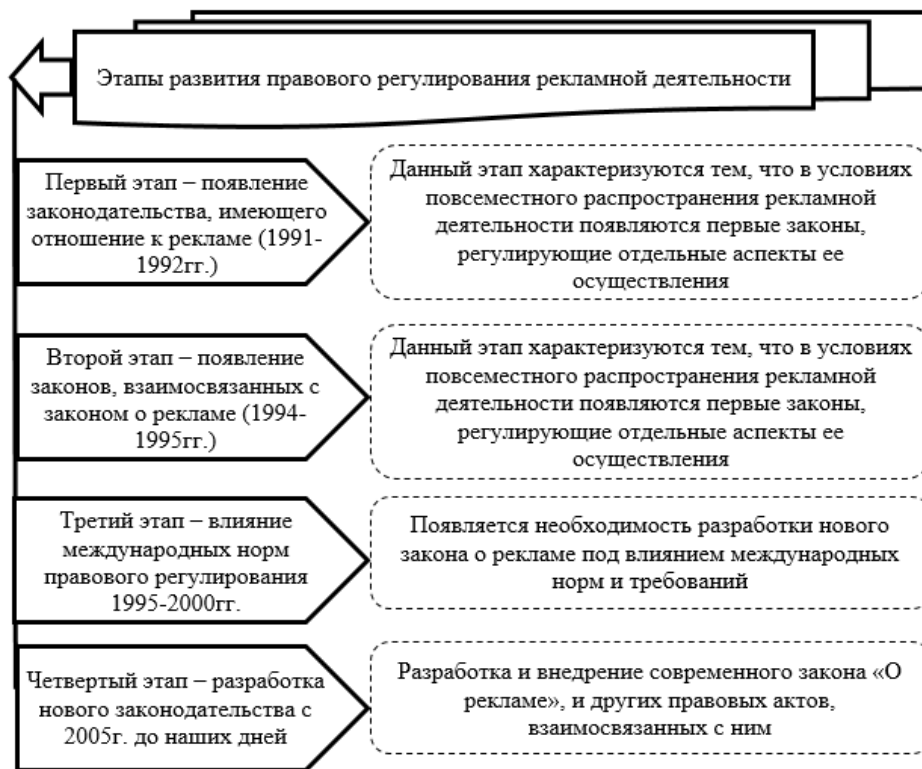 Этапы развития правового регулирования рекламной деятельности
Первый этап – появление
законодательства, имеющего
отношение к рекламе (1991-
1992гг.)
Данный этап характеризуются тем, что в условиях
повсеместного распространения рекламной
деятельности появляются первые законы,
регулирующие отдельные аспекты ее
осуществления
Второй этап – появление
законов, взаимосвязанных с
законом о рекламе (1994-
1995гг.)
Данный этап характеризуются тем, что в условиях
повсеместного распространения рекламной
деятельности появляются первые законы,
регулирующие отдельные аспекты ее
осуществления
Третий этап – влияние
международных норм
правового регулирования
1995-2000гг.
Появляется необходимость разработки нового
закона о рекламе под влиянием международных
норм и требований
Четвертый этап – разработка
нового законодательства с
2005г. до наших дней
Разработка и внедрение современного закона «О
рекламе», и других правовых актов,
взаимосвязанных с ним